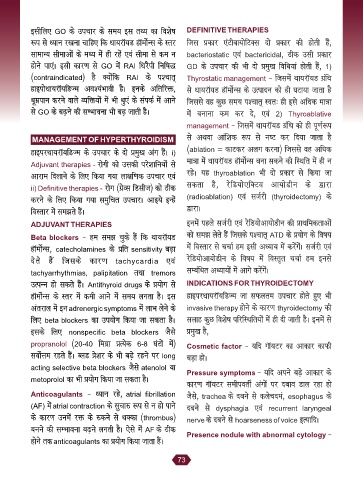 इसीलिए GO के उपचार के समय इस तथ्य का विशेष
रूप से ध्यान रखना चाहिए कि थायरॉयड हॉर्मोन्स के स्तर
सामान्य सीमाओं के मध्य में ही रहें एवं सीमा से कम न
होने पाएं। इसी कारण से GO में RAI थिरैपी निषिद्ध
(contraindicated) है क्योंकि RAI के पश्चात्
हाइपोथायरॉयडिज्म अवश्यंभावी है। इनके अतिरिक्त,
धूम्रपान करने वाले व्यक्तियों में भी धुएं के संपर्क में आने
से GO के बढ़ने की सम्भावना भी बढ़ जाती है।
MANAGEMENT OF HYPERTHYROIDISM
हाइपरथायरॉयडिज्म के उपचार के दो प्रमुख अंग हैं। i)
Adjuvant therapies - रोगी को उसकी परेशानियों से
आराम दिलाने के लिए किया गया लाक्षणिक उपचार एवं
ii) Definitive therapies - रोग (ग्रेव्ज डिसीज) को ठीक
करने के लिए किया गया समुचित उपचार। आइये इन्हें
विस्तार में समझते हैं।
ADJUVANT THERAPIES
Beta blockers – हम समझ चुके हैं कि थायरॉयड
हॉर्मोन्स, catecholamines के प्रति sensitivity बढ़ा
देते हैं जिसके कारण tachycardia एवं
tachyarrhythmias, palipitation तथा tremors
उत्पन्न हो सकते हैं। Antithyroid drugs के प्रयोग से
हॉर्मोन्स के स्तर में कमी आने में समय लगता है। इस
अंतराल में इन adrenergic symptoms में लाभ लेने के
लिए beta blockers का उपयोग किया जा सकता है।
इसके लिए nonspecific beta blockers जैसे
propranolol (20-40 मिग्रा प्रत्येक 6-8 घंटों में)
सर्वोत्तम रहते हैं। ब्लड प्रेशर के भी बढ़े रहने पर long
acting selective beta blockers जैसे atenolol या
metoprolol का भी प्रयोग किया जा सकता है।
Anticoagulants – ध्यान रहे, atrial fibrillation
(AF) में atrial contraction के सुचारु रूप से न हो पाने
के कारण उनमें रक्त के रुकने से थक्का (thrombus)
बनने की सम्भावना बढ़ने लगती है। ऐसे में AF के ठीक
होने तक anticoagulants का प्रयोग किया जाता हैं।
DEFINITIVE THERAPIES
जिस प्रकार एंटीबायोटिक्स दो प्रकार की होती हैं,
bacteriostatic एवं bactericidal, ठीक उसी प्रकार
GD के उपचार की भी दो प्रमुख विधियां होती हैं, 1)
Thyrostatic management – जिसमें थायरॉयड ग्रंथि
से थायरॉयड हॉर्मोन्स के उत्पादन को ही घटाया जाता है
जिससे वह कुछ समय पश्चात् स्वतः ही इसे अधिक मात्रा
में बनाना कम कर दे, एवं 2) Thyroablative
management – जिसमें थायरॉयड ग्रंथि को ही पूर्णरूप
से अथवा आंशिक रूप से नष्ट कर दिया जाता है
(ablation = काटकर अलग करना) जिससे वह अधिक
मात्रा में थायरॉयड हॉर्मोन्स बना सकने की स्थिति में ही न
रहे। यह thyroablation भी दो प्रकार से किया जा
सकता है, रेडियोएक्टिव आयोडीन के द्वारा
(radioablation) एवं सर्जरी (thyroidectomy) के
द्वारा।
इनमें पहले सर्जरी एवं रेडियोआयोडीन की प्राथमिकताओं
को समझ लेते हैं जिसके पश्चात् ATD के प्रयोग के विषय
में विस्तार से चर्चा हम इसी अध्याय में करेंगे। सर्जरी एवं
रेडियोआयोडीन के विषय में विस्तृत चर्चा हम इनसे
सम्बंधित अध्यायों में आगे करेंगे।
INDICATIONS FOR THYROIDECTOMY
हाइपरथायरॉयडिज्म जा सफलतम उपचार होते हुए भी
invasive therapy होने के कारण thyroidectomy की
सलाह कुछ विशेष परिस्थितियों में ही दी जाती है। इनमें से
प्रमुख है,
Cosmetic factor – यदि गॉयटर का आकार काफी
बड़ा हो।
Pressure symptoms – यदि अपने बड़े आकार के
कारण गॉयटर समीपवर्ती अंगों पर दबाव डाल रहा हो
जैसे, trachea के दबने से कलेचदमं, esophagus के
दबने से dysphagia एवं recurrent laryngeal
nerve के दबने से hoarseness of voice इत्यादि।
Presence nodule with abnormal cytology –
73